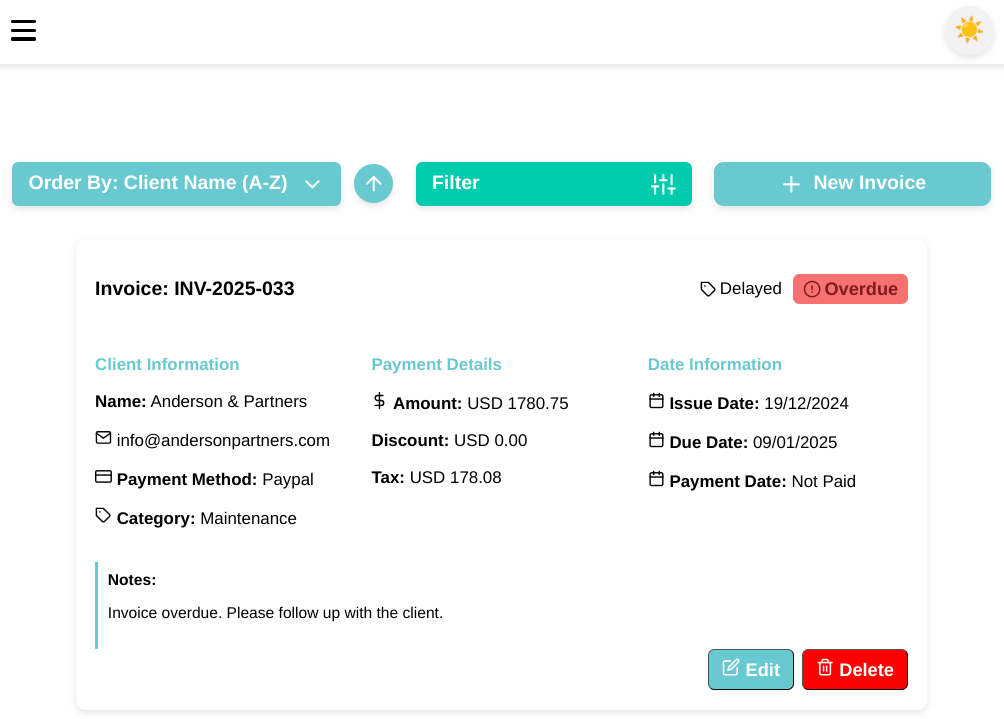 Order By: Client Name (A-Z)
Filter
New Invoice
Invoice: INV-2025-033
Delayed
Overdue
Client Information
Name: Anderson & Partners
info@andersonpartners.com
Payment Method: Paypal
Category: Maintenance
Payment Details
Amount: USD 1780.75
Discount: USD 0.00
Tax: USD 178.08
Date Information
Issue Date: 19/12/2024
Due Date: 09/01/2025
Payment Date: Not Paid
Notes:
Invoice overdue. Please follow up with the client.
Edit
Delete